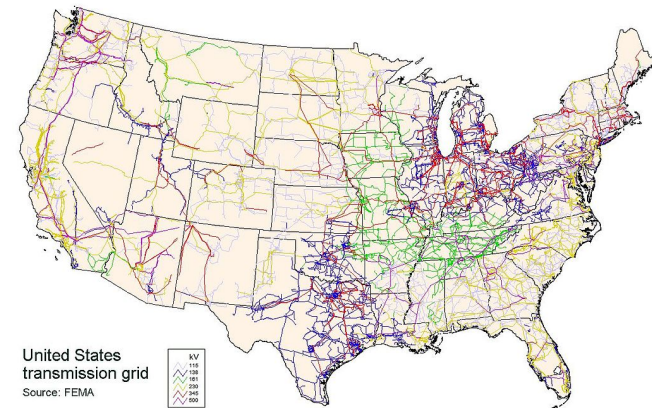 United States
transmission grid
Source: FEMA
kV
115
138
161
230
345
500